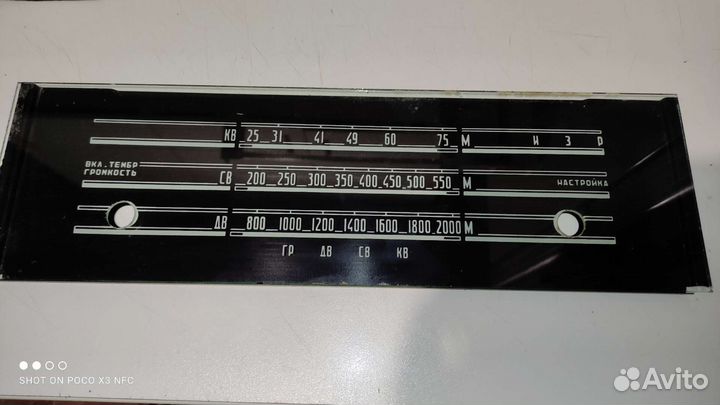 КВ 25 31 41 49 60 75 М И З Р
ВКЛ. ТЕМБР
ГРОМКОСТЬ
СВ 200 250 300 350 400 450 500 550 М НАСТРОЙКА
ДВ 800 1000 1200 1400 1600 1800 2000 М
ГР ДВ СВ КВ
SHOT ON POCO X3 NFC
Avito